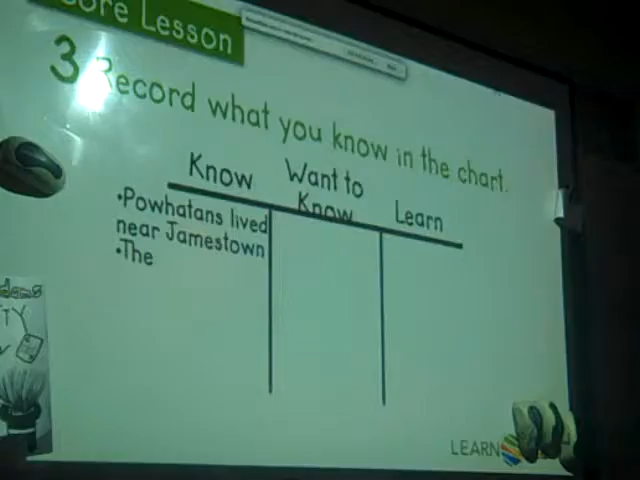 ore Lesson
3 Record what you know in the chart.
Know
Want to
Know
Learn
•Powhatans lived
near Jamestown
•The
LEARN